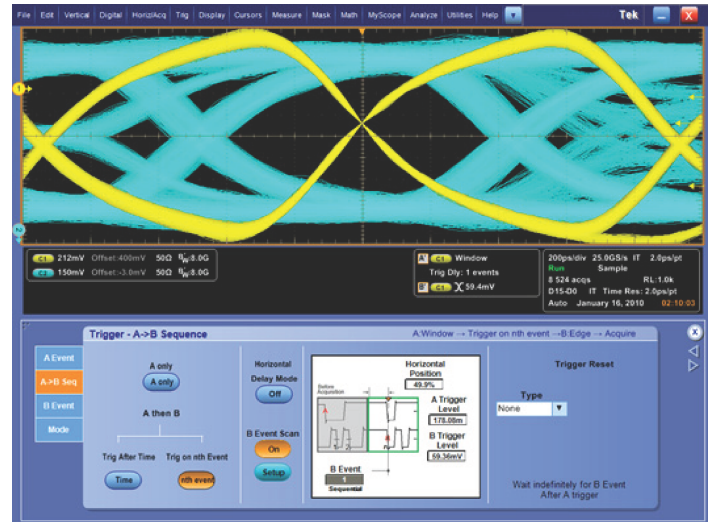 File Edit Vertical Digital Horiz/Acq Trig Display Cursors Measure Mask Math MyScope Analyze Utilities Help Tek X
1
2
C1 212mV Offset:400mV 50Ω BW:8.0G
C2 150mV Offset:-3.0mV 50Ω BW:8.0G
A' C1 Window
Trig Dly: 1 events
B' C1 59.4mV
200ps/div 25.0GS/s IT 2.0ps/pt
Run Sample
8 524 acqs RL:1.0k
D15-D0 IT Time Res: 2.0ps/pt
Auto January 16, 2010 02:10:03
Trigger - A->B Sequence
A:Window → Trigger on nth event →B:Edge → Acquire
X
A Event
A->B Seq
B Event
Mode
A only
A only
A then B
Trig After Time
Time
Trig on nth Event
nth event
Horizontal
Delay Mode
Off
B Event Scan
On
Setup
Before
Acquisition
Horizontal
Position
49.9%
A
A Trigger
Level
178.08m
B Trigger
Level
59.36mV
1 2 n
B Event
1
Sequential
Trigger Reset
Type
None
Wait indefinitely for B Event
After A trigger